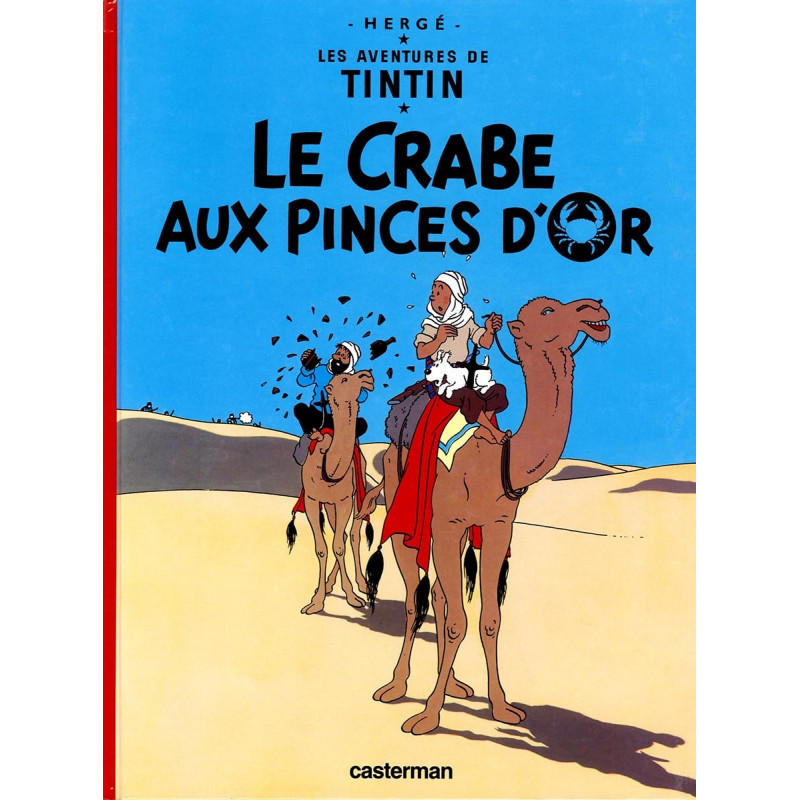 - HERGÉ -
LES AVENTURES DE
TINTIN
LE CRABE
AUX PINCES D'OR
casterman